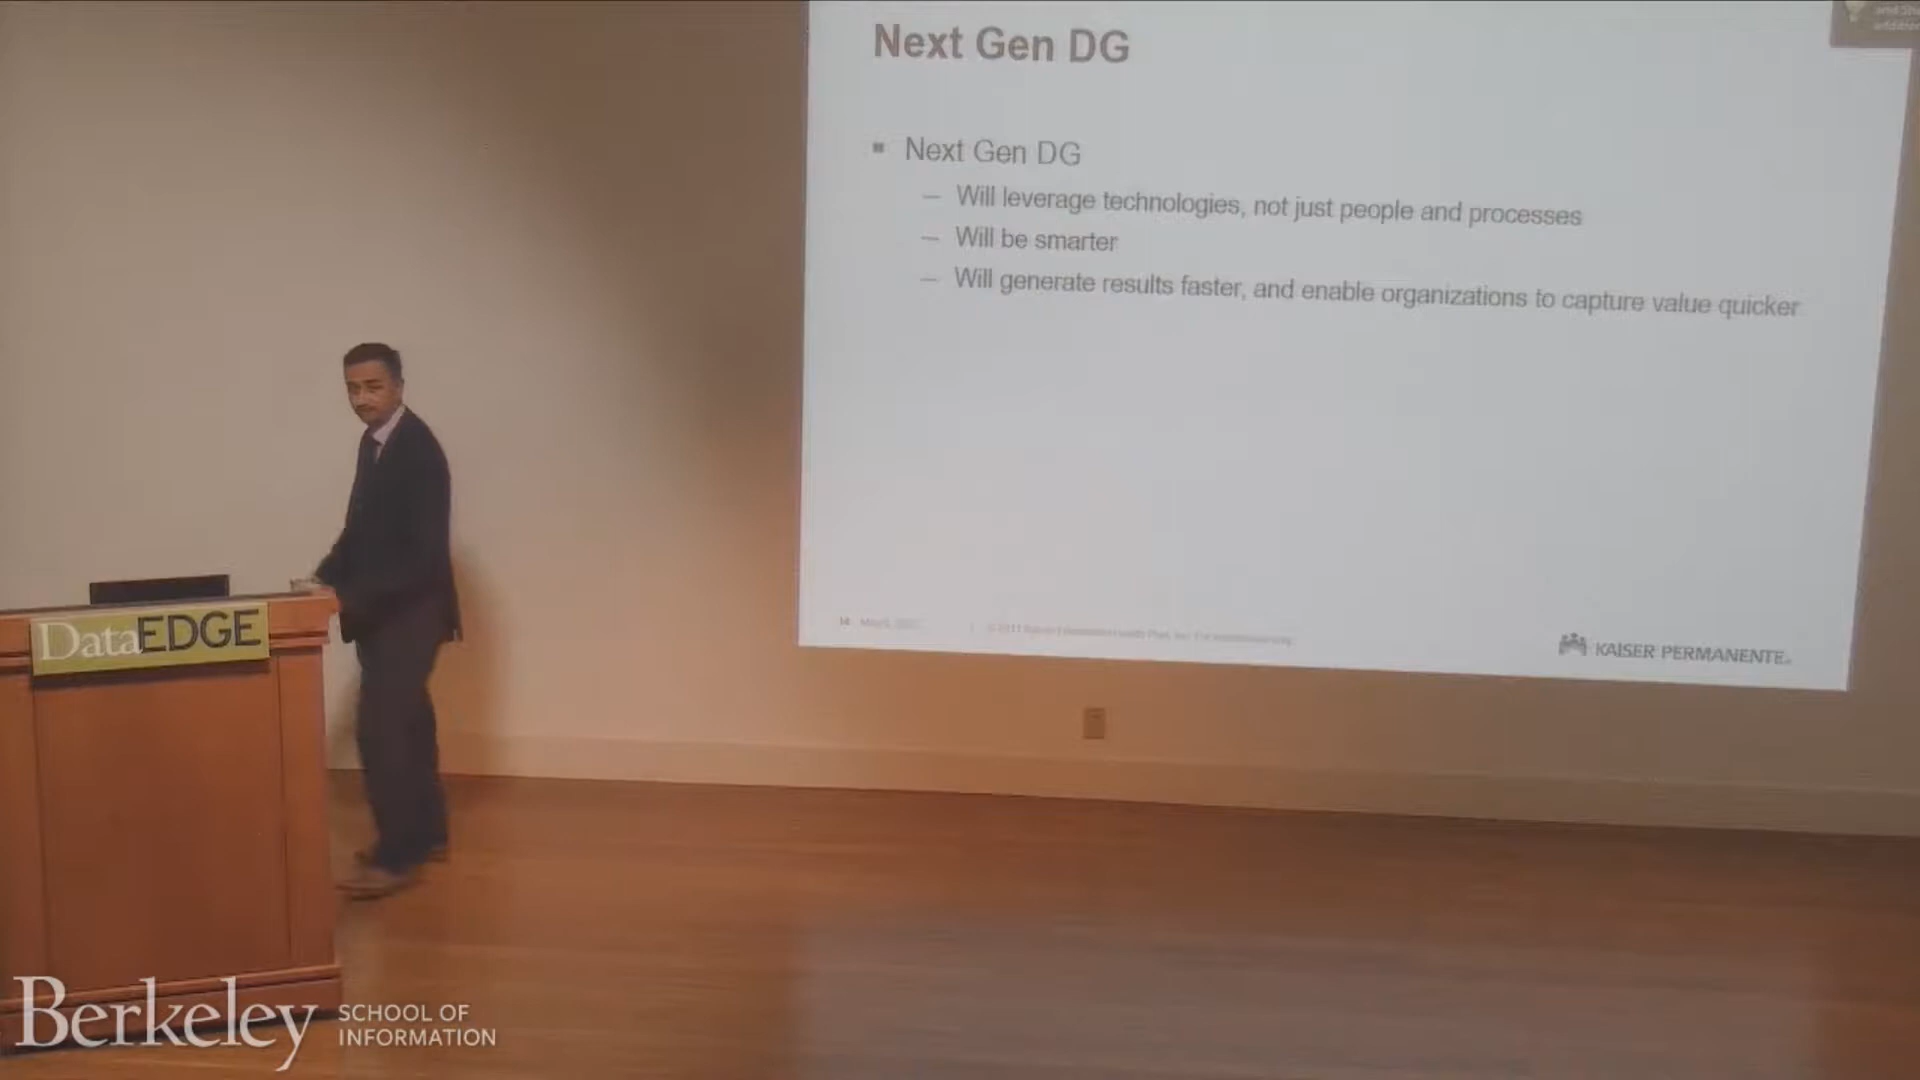 Next Gen DG
Next Gen DG
— Will leverage technologies, not just people and processes
— Will be smarter
— Will generate results faster, and enable organizations to capture value quicker
14
KAISER PERMANENTE®
DataEDGE
Berkeley SCHOOL OF
INFORMATION